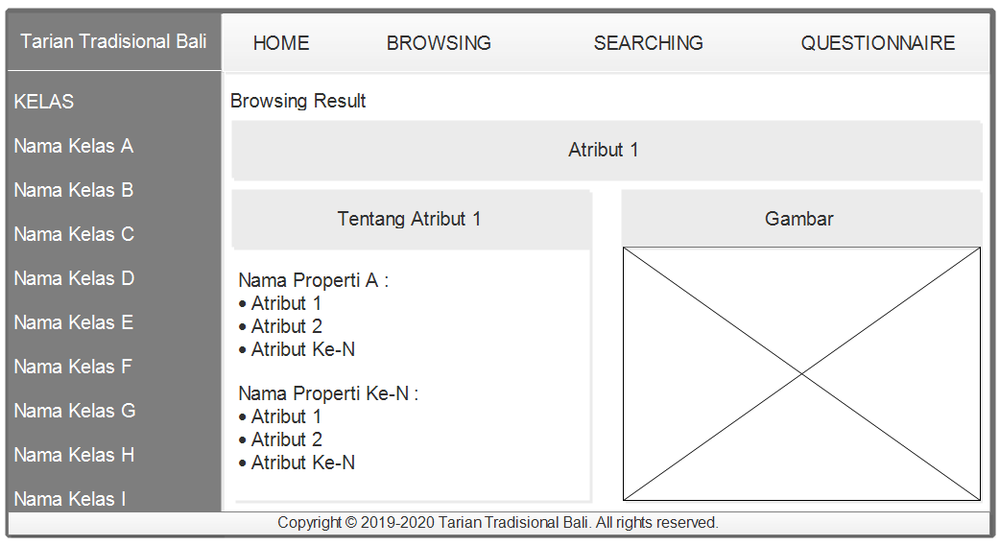 Tarian Tradisional Bali
HOME
BROWSING
SEARCHING
QUESTIONNAIRE
KELAS
Nama Kelas A
Nama Kelas B
Nama Kelas C
Nama Kelas D
Nama Kelas E
Nama Kelas F
Nama Kelas G
Nama Kelas H
Nama Kelas I
Browsing Result
Atribut 1
Tentang Atribut 1
Nama Properti A :
• Atribut 1
• Atribut 2
• Atribut Ke-N
Nama Properti Ke-N :
• Atribut 1
• Atribut 2
• Atribut Ke-N
Gambar
Copyright © 2019-2020 Tarian Tradisional Bali. All rights reserved.